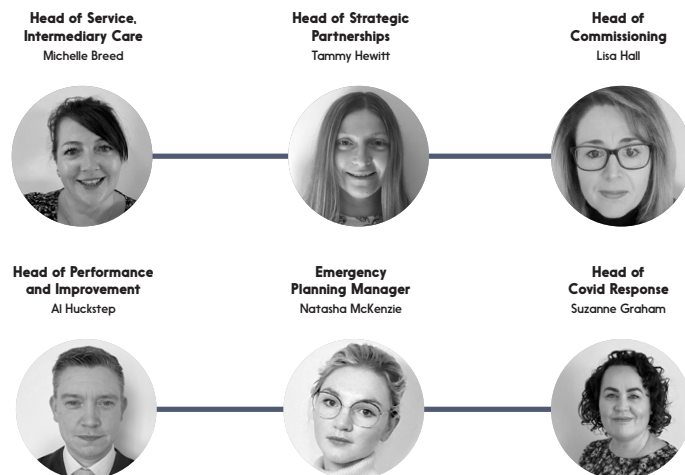 Head of Service,
Intermediary Care
Michelle Breed
Head of Strategic
Partnerships
Tammy Hewitt
Head of
Commissioning
Lisa Hall
Head of Performance
and Improvement
Al Huckstep
Emergency
Planning Manager
Natasha McKenzie
Head of
Covid Response
Suzanne Graham